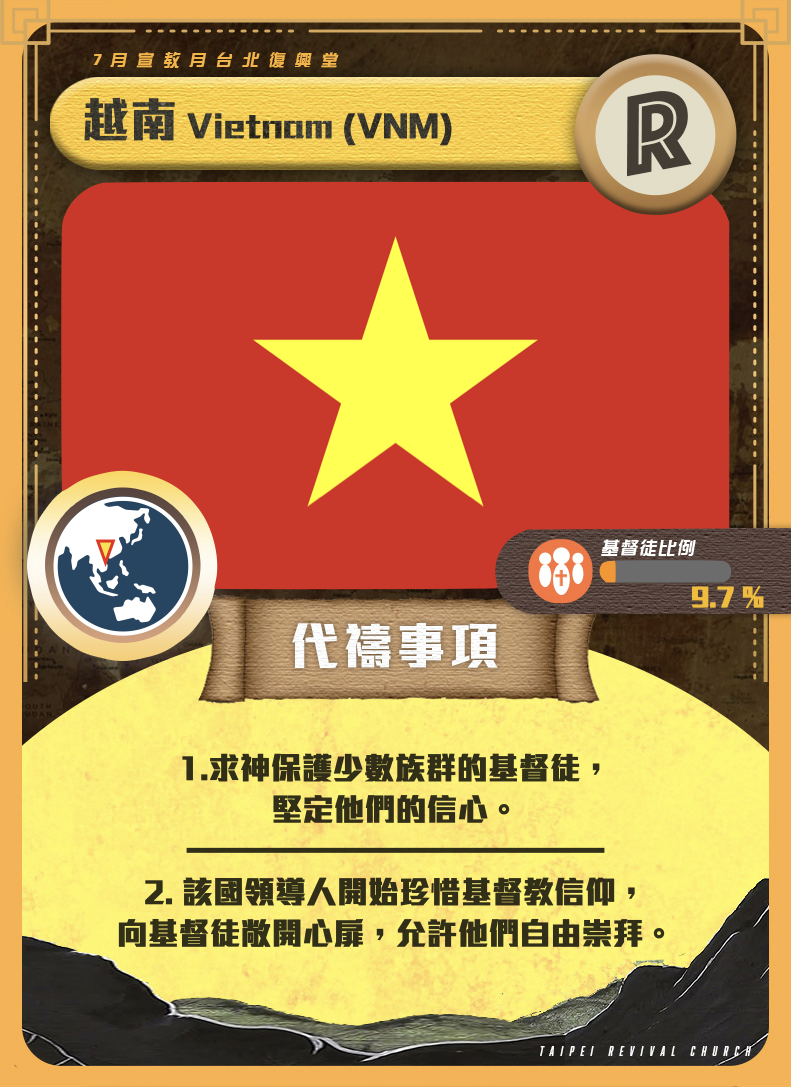 7月宣教月台北復興堂
越南 Vietnam (VNM)
R
基督徒比例
9.7 %
代禱事項
1.求神保護少數族群的基督徒，
堅定他們的信心。
2. 該國領導人開始珍惜基督教信仰，
向基督徒敞開心扉，允許他們自由崇拜。
TAIPEI REVIVAL CHURCH